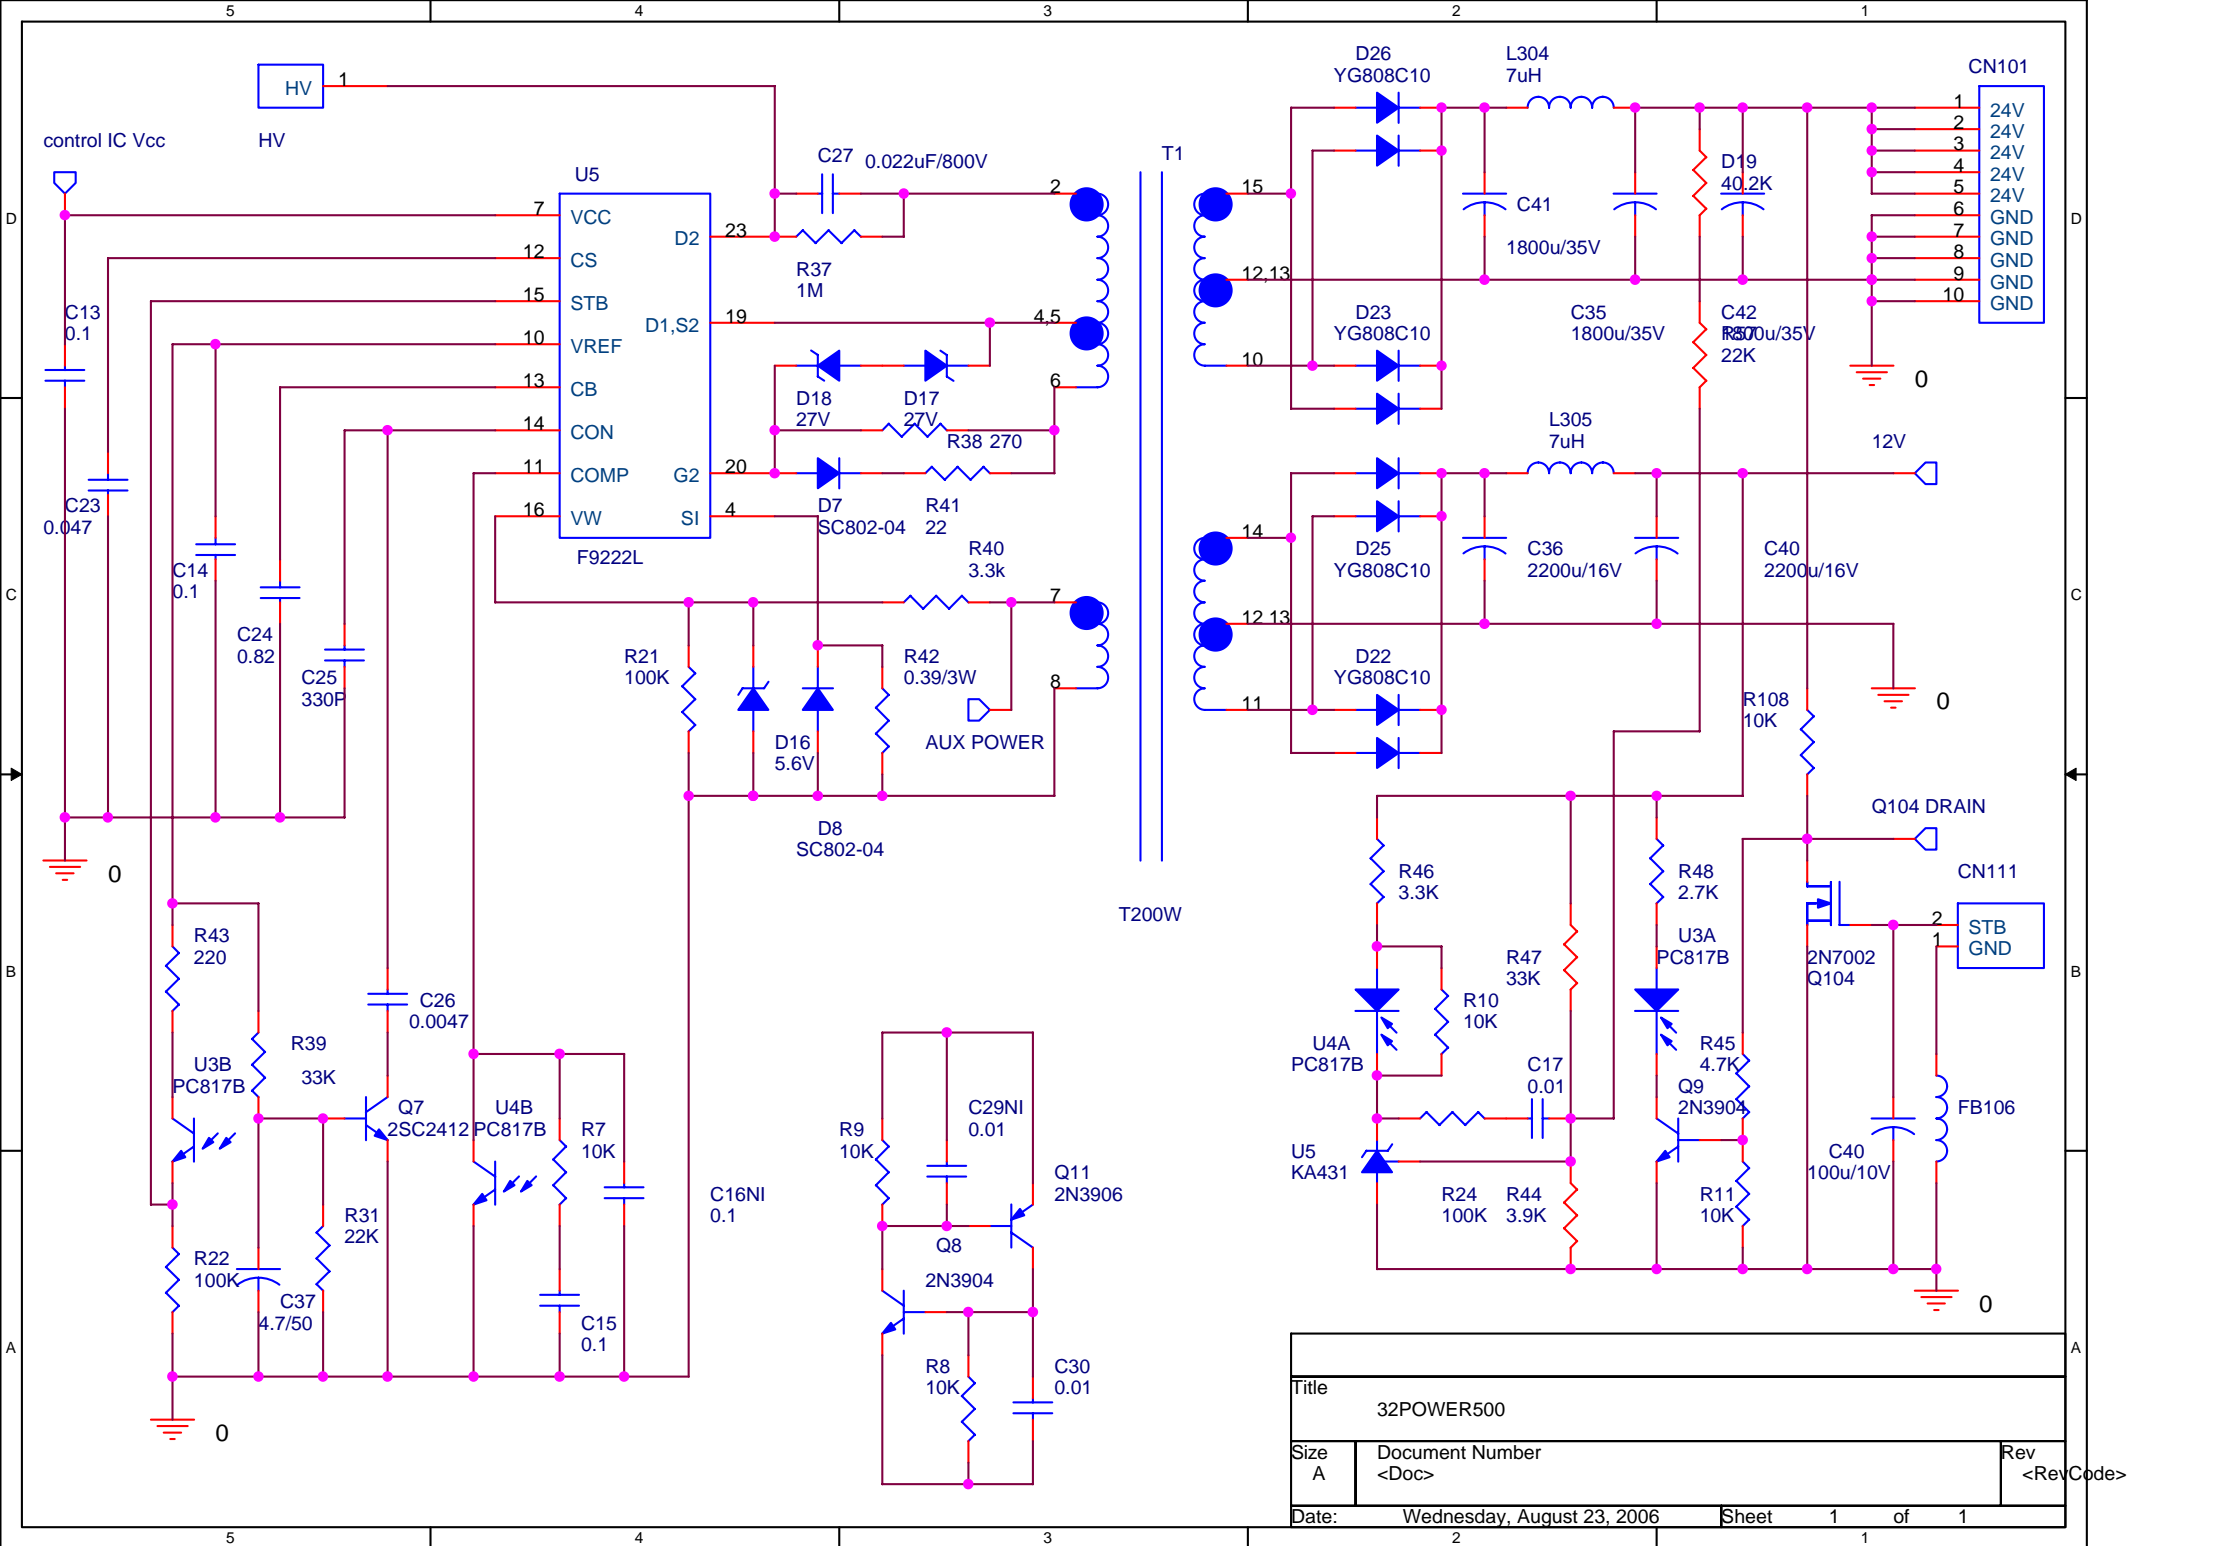 5
4
3
2
1
HV
1
HV
control IC Vcc
D
C
B
A
C13
0.1
C23
0.047
C14
0.1
C24
0.82
C25
330P
0
U5
7
VCC
12
CS
15
STB
10
VREF
13
CB
14
CON
11
COMP
16
VW
D2
23
D1,S2
19
G2
20
SI
4
F9222L
C27
0.022uF/800V
R37
1M
D18
27V
D17
27V
R38 270
D7
SC802-04
R41
22
R40
3.3k
R21
100K
R42
0.39/3W
D16
5.6V
AUX POWER
D8
SC802-04
2
4,5
6
7
8
T1
15
12,13
10
14
12,13
11
T200W
D26
YG808C10
L304
7uH
C41
1800u/35V
D19
40.2K
D23
YG808C10
C35
1800u/35V
C42
1800u/35V
R57
22K
CN101
1
24V
2
24V
3
24V
4
24V
5
24V
6
GND
7
GND
8
GND
9
GND
10
GND
0
L305
7uH
12V
D25
YG808C10
C36
2200u/16V
C40
2200u/16V
D22
YG808C10
0
R108
10K
Q104 DRAIN
CN111
2
STB
1
GND
R46
3.3K
R48
2.7K
U3A
PC817B
2N7002
Q104
R47
33K
R10
10K
U4A
PC817B
C17
0.01
R45
4.7K
Q9
2N3904
FB106
U5
KA431
R24
100K
R44
3.9K
R11
10K
C40
100u/10V
0
R43
220
C26
0.0047
R39
33K
U3B
PC817B
Q7
2SC2412
U4B
PC817B
R7
10K
C16NI
0.1
R31
22K
R22
100K
C37
4.7/50
C15
0.1
0
R9
10K
C29NI
0.01
Q11
2N3906
Q8
2N3904
R8
10K
C30
0.01
D
C
B
A
Title
32POWER500
Size
A
Document Number
<Doc>
Rev
<RevCode>
Date:
Wednesday, August 23, 2006
Sheet
1
of
1
5
4
3
2
1